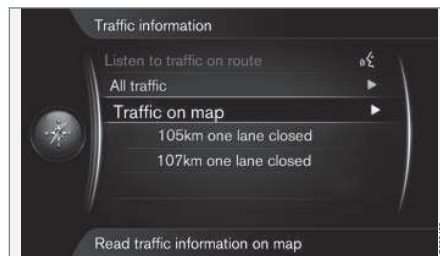 Traffic information
Listen to traffic on route
All traffic
Traffic on map
105km one lane closed
107km one lane closed
Read traffic information on map